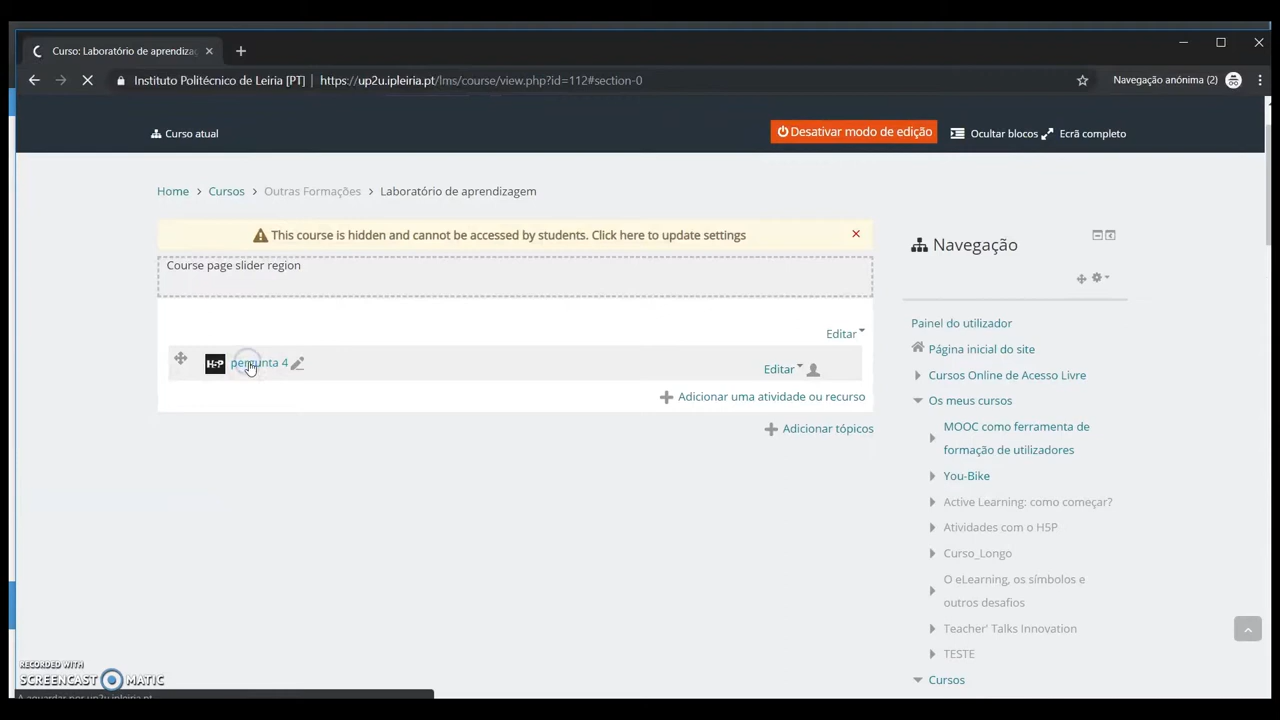 Curso: Laboratório de aprendiza
Instituto Politécnico de Leiria [PT] | https://up2u.ipleiria.pt/lms/course/view.php?id=112#section-0
Navegação anónima (2)
Curso atual
Desativar modo de edição
Ocultar blocos
Ecrã completo
Home > Cursos > Outras Formações > Laboratório de aprendizagem
This course is hidden and cannot be accessed by students. Click here to update settings
Course page slider region
Editar
H5P pergunta 4
Editar
Adicionar uma atividade ou recurso
Adicionar tópicos
Navegação
Painel do utilizador
Página inicial do site
Cursos Online de Acesso Livre
Os meus cursos
MOOC como ferramenta de
formação de utilizadores
You-Bike
Active Learning: como começar?
Atividades com o H5P
Curso_Longo
O eLearning, os símbolos e
outros desafios
Teacher' Talks Innovation
TESTE
Cursos
RECORDED WITH
SCREENCAST MATIC
A aguardar por up2u.ipleiria.pt